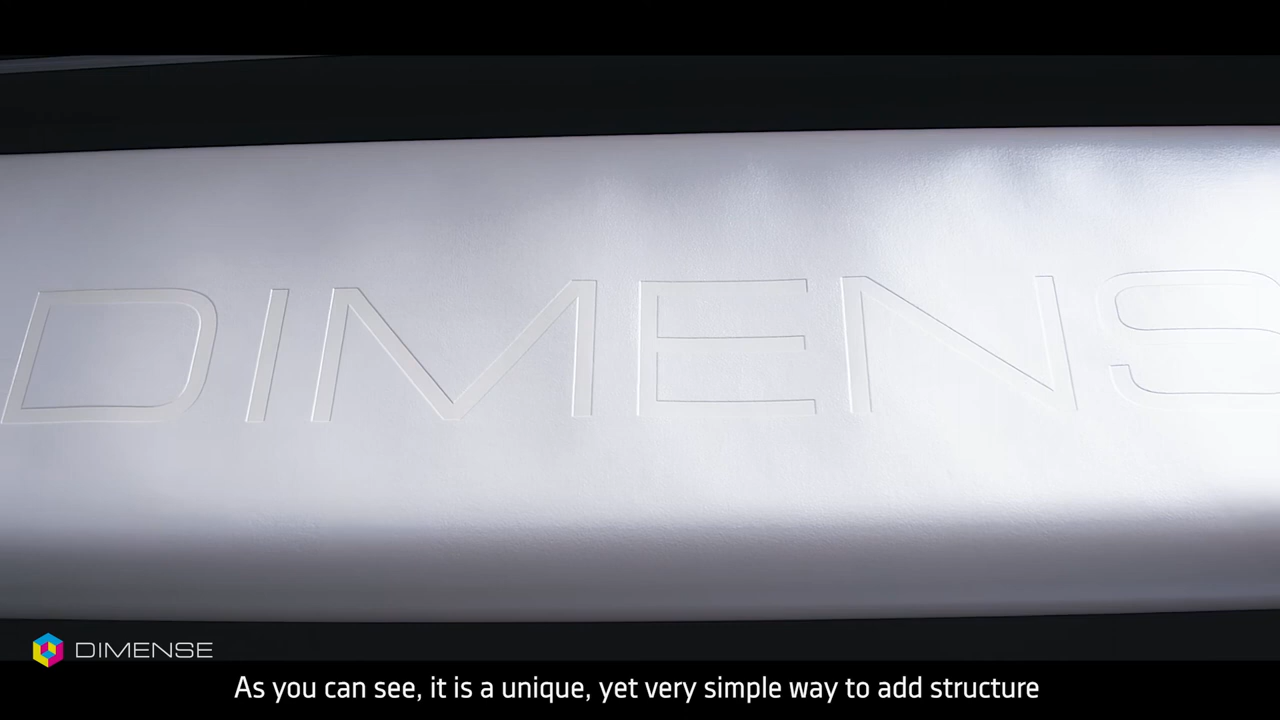 DIMENS
DIMENSE
As you can see, it is a unique, yet very simple way to add structure